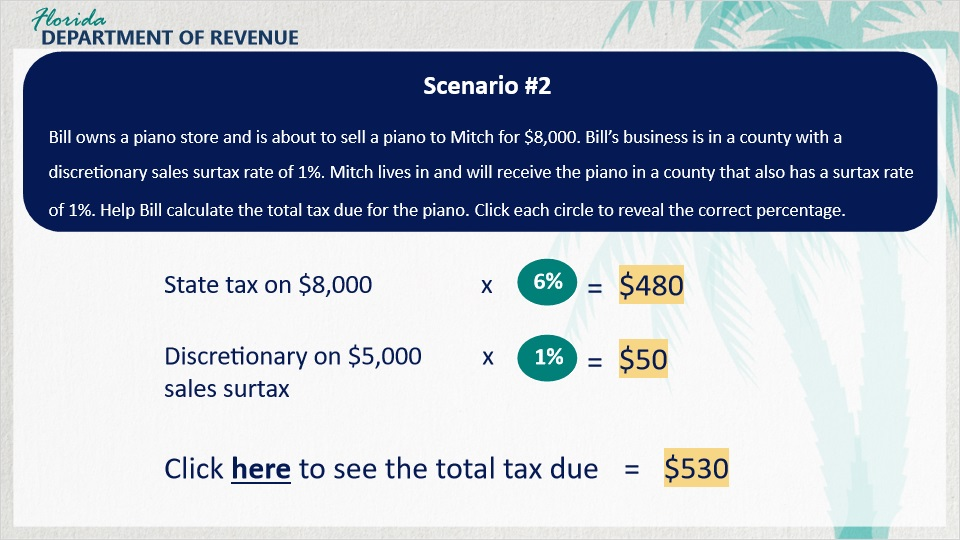 Florida
DEPARTMENT OF REVENUE
Scenario #2
Bill owns a piano store and is about to sell a piano to Mitch for $8,000. Bill’s business is in a county with a
discretionary sales surtax rate of 1%. Mitch lives in and will receive the piano in a county that also has a surtax rate
of 1%. Help Bill calculate the total tax due for the piano. Click each circle to reveal the correct percentage.
State tax on $8,000 x 6% = $480
Discretionary on $5,000 x 1% = $50
sales surtax
Click here to see the total tax due = $530